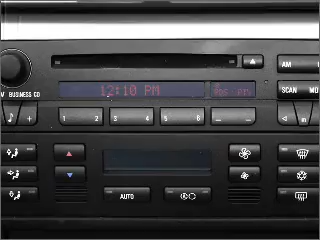 AM
BUSINESS CD
12:10 PM
SCAN
+
1 2 3 4 5 6 - -
m
AUTO